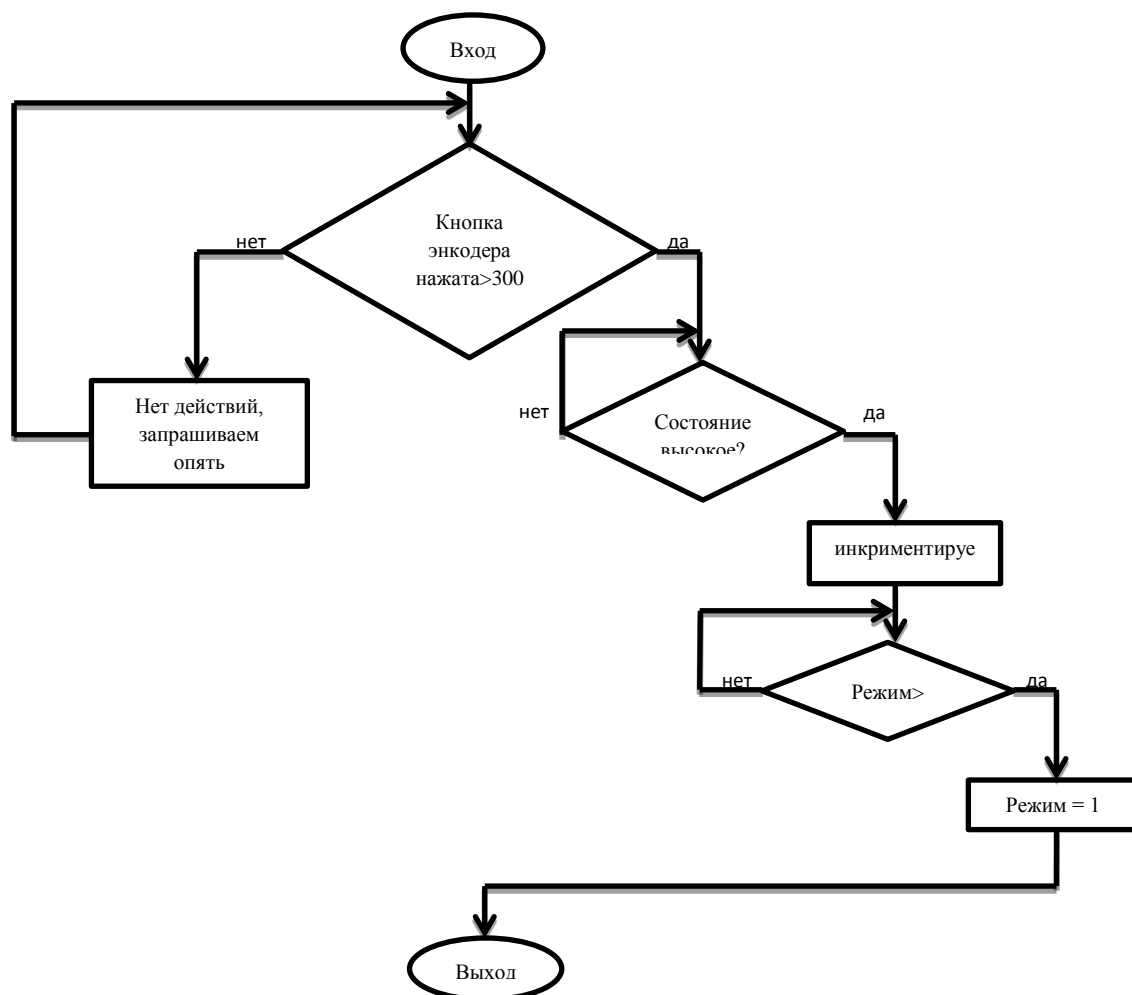 Вход
Кнопка
энкодера
нажата>300
нет
да
Нет действий,
запрашиваем
опять
нет
Состояние
высокое?
да
инкриментируе
нет
Режим>
да
Режим = 1
Выход